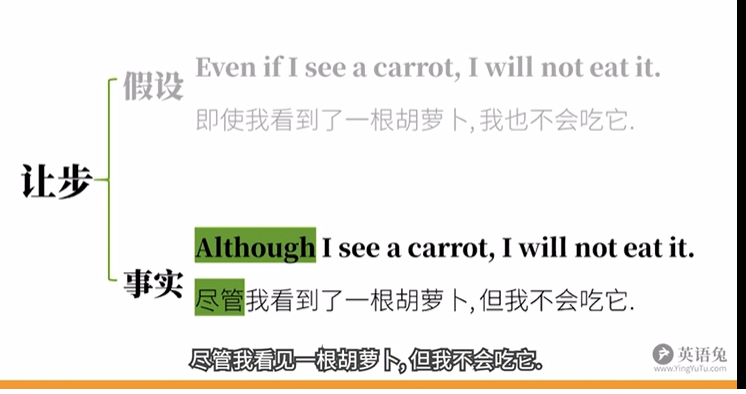 Even if I see a carrot, I will not eat it.
假设
即使我看到了一根胡萝卜,我也不会吃它.
让步
Although I see a carrot, I will not eat it.
事实
尽管我看到了一根胡萝卜,但我不会吃它.
英语兔
www.YingYuTu.com
尽管我看见一根胡萝卜,但我不会吃它.